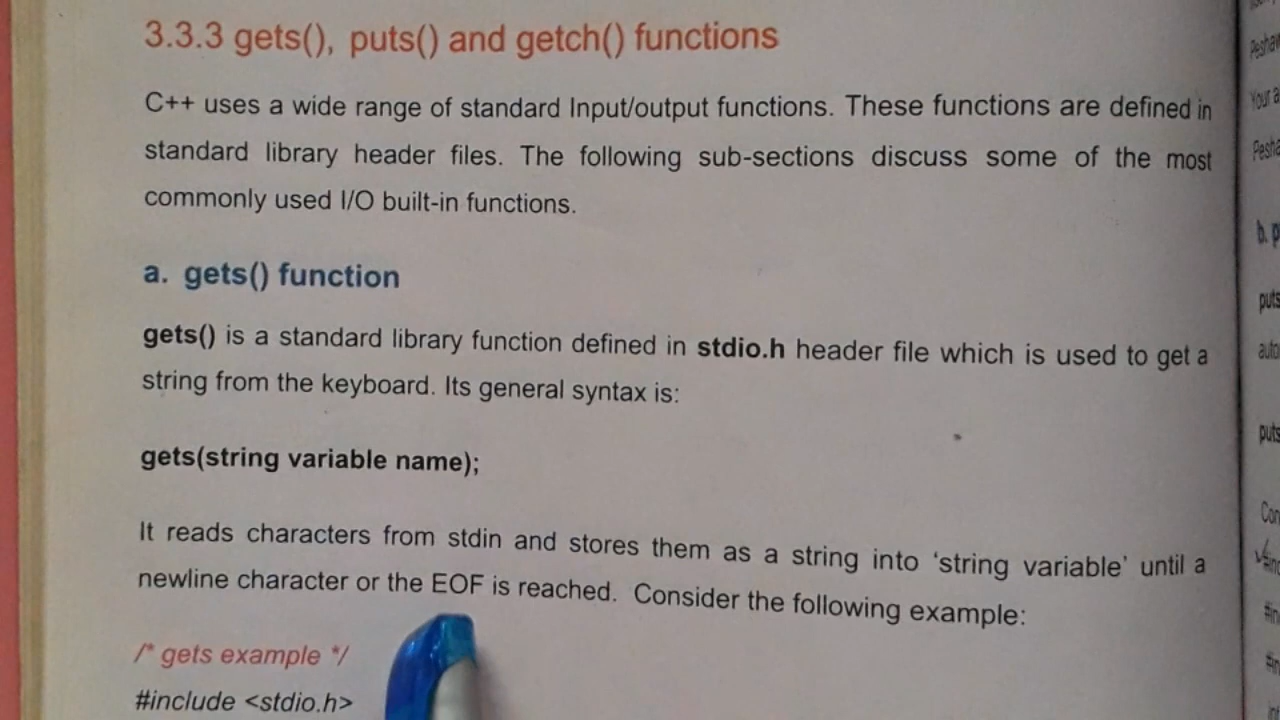 3.3.3 gets(), puts() and getch() functions
C++ uses a wide range of standard Input/output functions. These functions are defined in
standard library header files. The following sub-sections discuss some of the most
commonly used I/O built-in functions.
a. gets() function
gets() is a standard library function defined in stdio.h header file which is used to get a
string from the keyboard. Its general syntax is:
gets(string variable name);
It reads characters from stdin and stores them as a string into ‘string variable’ until a
newline character or the EOF is reached. Consider the following example:
/* gets example */
#include <stdio.h>
Your a
b. p
puts
puts